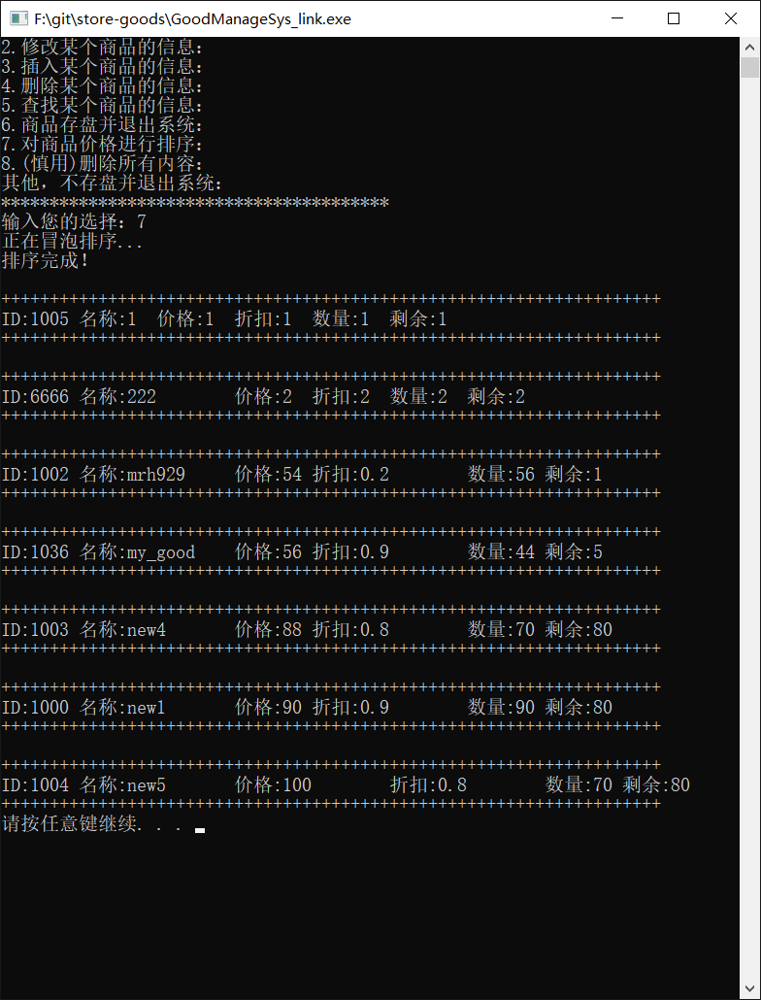 F:\git\store-goods\GoodManageSys_link.exe
2.修改某个商品的信息:
3.插入某个商品的信息:
4.删除某个商品的信息:
5.查找某个商品的信息:
6.商品存盘并退出系统:
7.对商品价格进行排序:
8.(慎用)删除所有内容:
其他，不存盘并退出系统:
****************************************
输入您的选择: 7
正在冒泡排序...
排序完成!
++++++++++++++++++++++++++++++++++++++++++++++++++++++++++++++++++++
ID:1005 名称:1  价格:1  折扣:1  数量:1  剩余:1
++++++++++++++++++++++++++++++++++++++++++++++++++++++++++++++++++++
++++++++++++++++++++++++++++++++++++++++++++++++++++++++++++++++++++
ID:6666 名称:222        价格:2  折扣:2  数量:2  剩余:2
++++++++++++++++++++++++++++++++++++++++++++++++++++++++++++++++++++
++++++++++++++++++++++++++++++++++++++++++++++++++++++++++++++++++++
ID:1002 名称:mrh929     价格:54 折扣:0.2        数量:56 剩余:1
++++++++++++++++++++++++++++++++++++++++++++++++++++++++++++++++++++
++++++++++++++++++++++++++++++++++++++++++++++++++++++++++++++++++++
ID:1036 名称:my_good    价格:56 折扣:0.9        数量:44 剩余:5
++++++++++++++++++++++++++++++++++++++++++++++++++++++++++++++++++++
++++++++++++++++++++++++++++++++++++++++++++++++++++++++++++++++++++
ID:1003 名称:new4       价格:88 折扣:0.8        数量:70 剩余:80
++++++++++++++++++++++++++++++++++++++++++++++++++++++++++++++++++++
++++++++++++++++++++++++++++++++++++++++++++++++++++++++++++++++++++
ID:1000 名称:new1       价格:90 折扣:0.9        数量:90 剩余:80
++++++++++++++++++++++++++++++++++++++++++++++++++++++++++++++++++++
++++++++++++++++++++++++++++++++++++++++++++++++++++++++++++++++++++
ID:1004 名称:new5       价格:100        折扣:0.8        数量:70 剩余:80
++++++++++++++++++++++++++++++++++++++++++++++++++++++++++++++++++++
请按任意键继续. . .